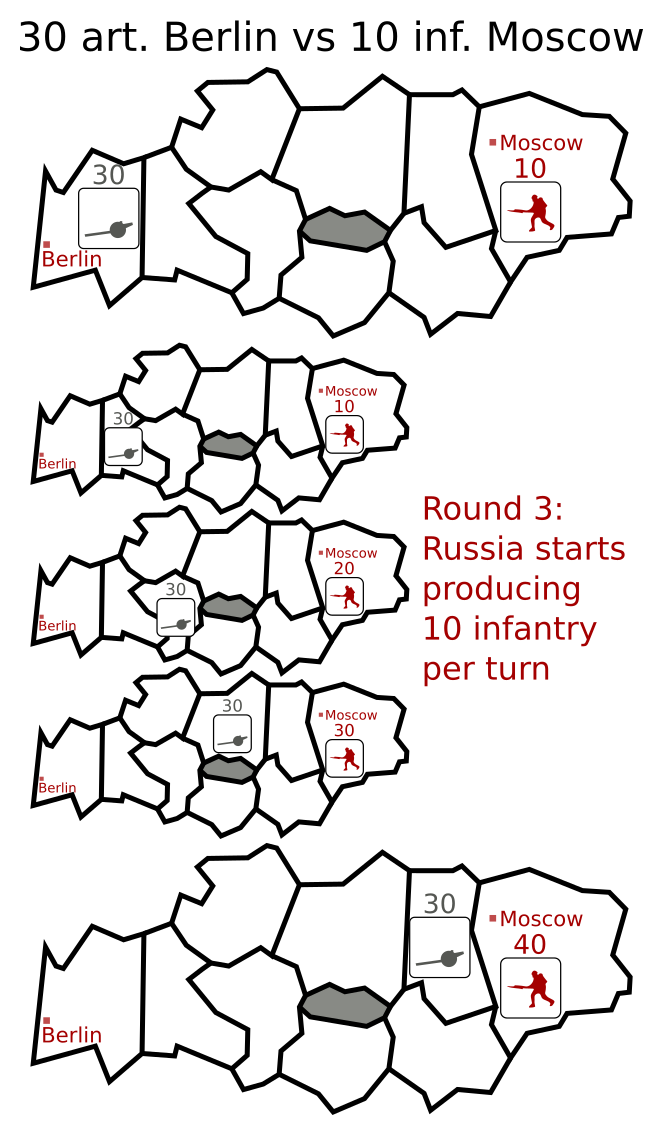 30 art. Berlin vs 10 inf. Moscow
Moscow
10
30
Berlin
Moscow
10
30
Berlin
Round 3:
Russia starts
producing
10 infantry
per turn
Moscow
20
30
Berlin
30
Moscow
30
Berlin
30
Moscow
40
Berlin